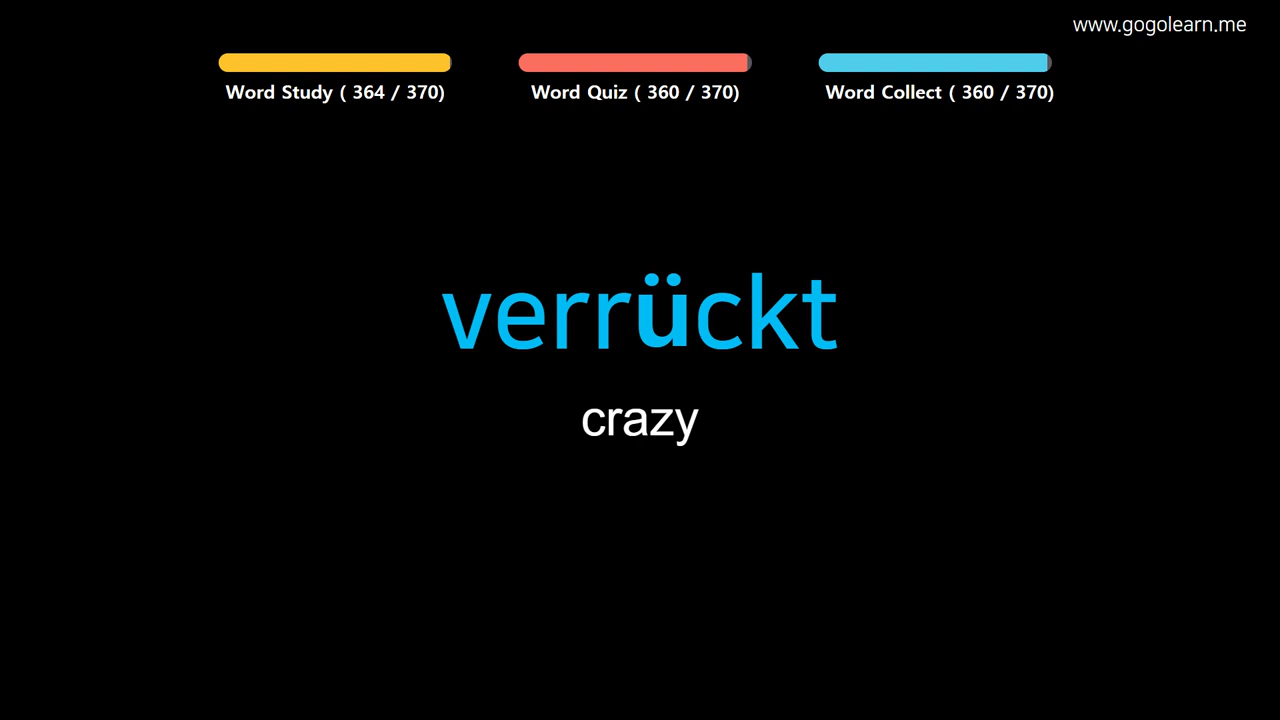 www.gogolearn.me
Word Study ( 364 / 370)
Word Quiz ( 360 / 370)
Word Collect ( 360 / 370)
verrückt
crazy